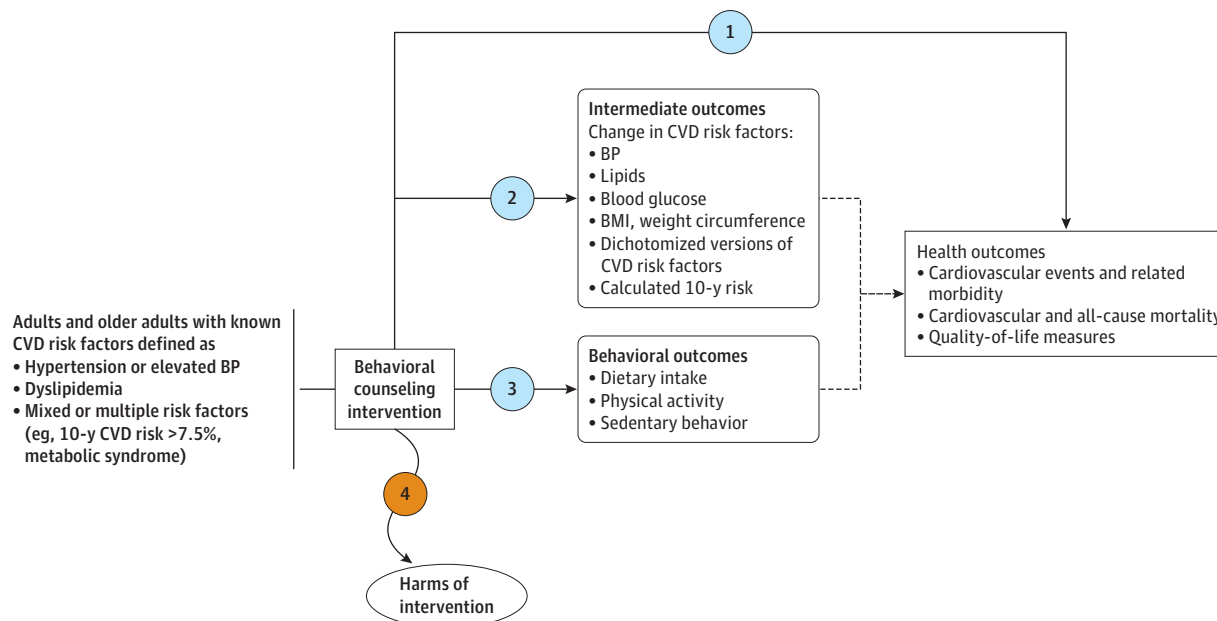 1
Intermediate outcomes
Change in CVD risk factors:
• BP
• Lipids
• Blood glucose
• BMI, weight circumference
• Dichotomized versions of
CVD risk factors
• Calculated 10-y risk
2
Health outcomes
• Cardiovascular events and related
morbidity
• Cardiovascular and all-cause mortality
• Quality-of-life measures
Adults and older adults with known
CVD risk factors defined as
• Hypertension or elevated BP
• Dyslipidemia
• Mixed or multiple risk factors
(eg, 10-y CVD risk >7.5%,
metabolic syndrome)
Behavioral
counseling
intervention
3
Behavioral outcomes
• Dietary intake
• Physical activity
• Sedentary behavior
4
Harms of
intervention